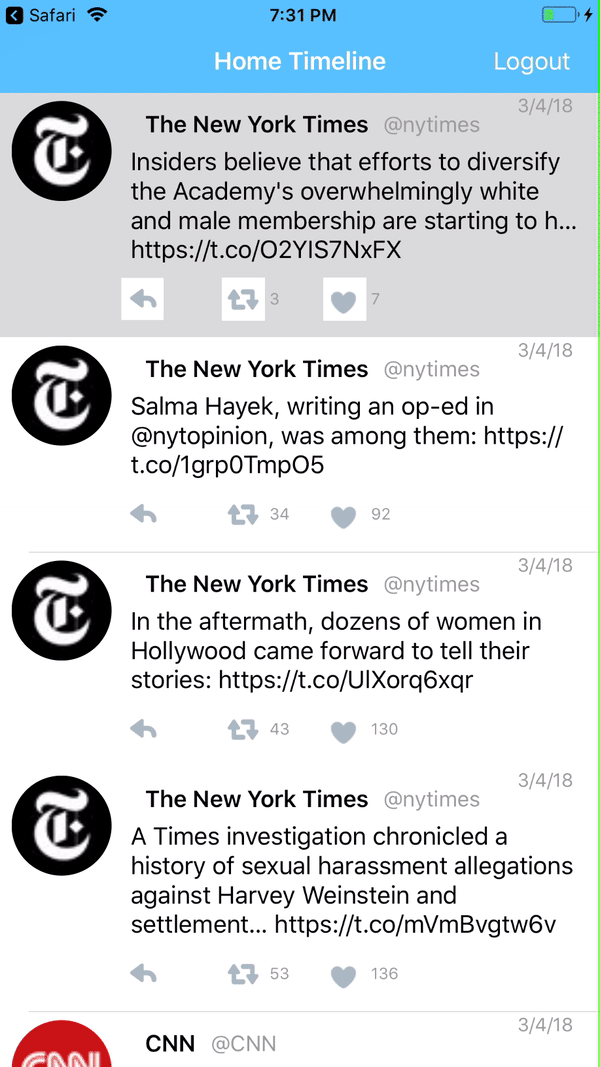 Safari 7:31 PM
Home Timeline Logout
3/4/18
The New York Times @nytimes
Insiders believe that efforts to diversify
the Academy's overwhelmingly white
and male membership are starting to h...
https://t.co/O2YIS7NxFX
3 7
3/4/18
The New York Times @nytimes
Salma Hayek, writing an op-ed in
@nytopinion, was among them: https://
t.co/1grp0TmpO5
34 92
3/4/18
The New York Times @nytimes
In the aftermath, dozens of women in
Hollywood came forward to tell their
stories: https://t.co/UlXorq6xqr
43 130
3/4/18
The New York Times @nytimes
A Times investigation chronicled a
history of sexual harassment allegations
against Harvey Weinstein and
settlement... https://t.co/mVmBvgtw6v
53 136
3/4/18
CNN @CNN
CNN